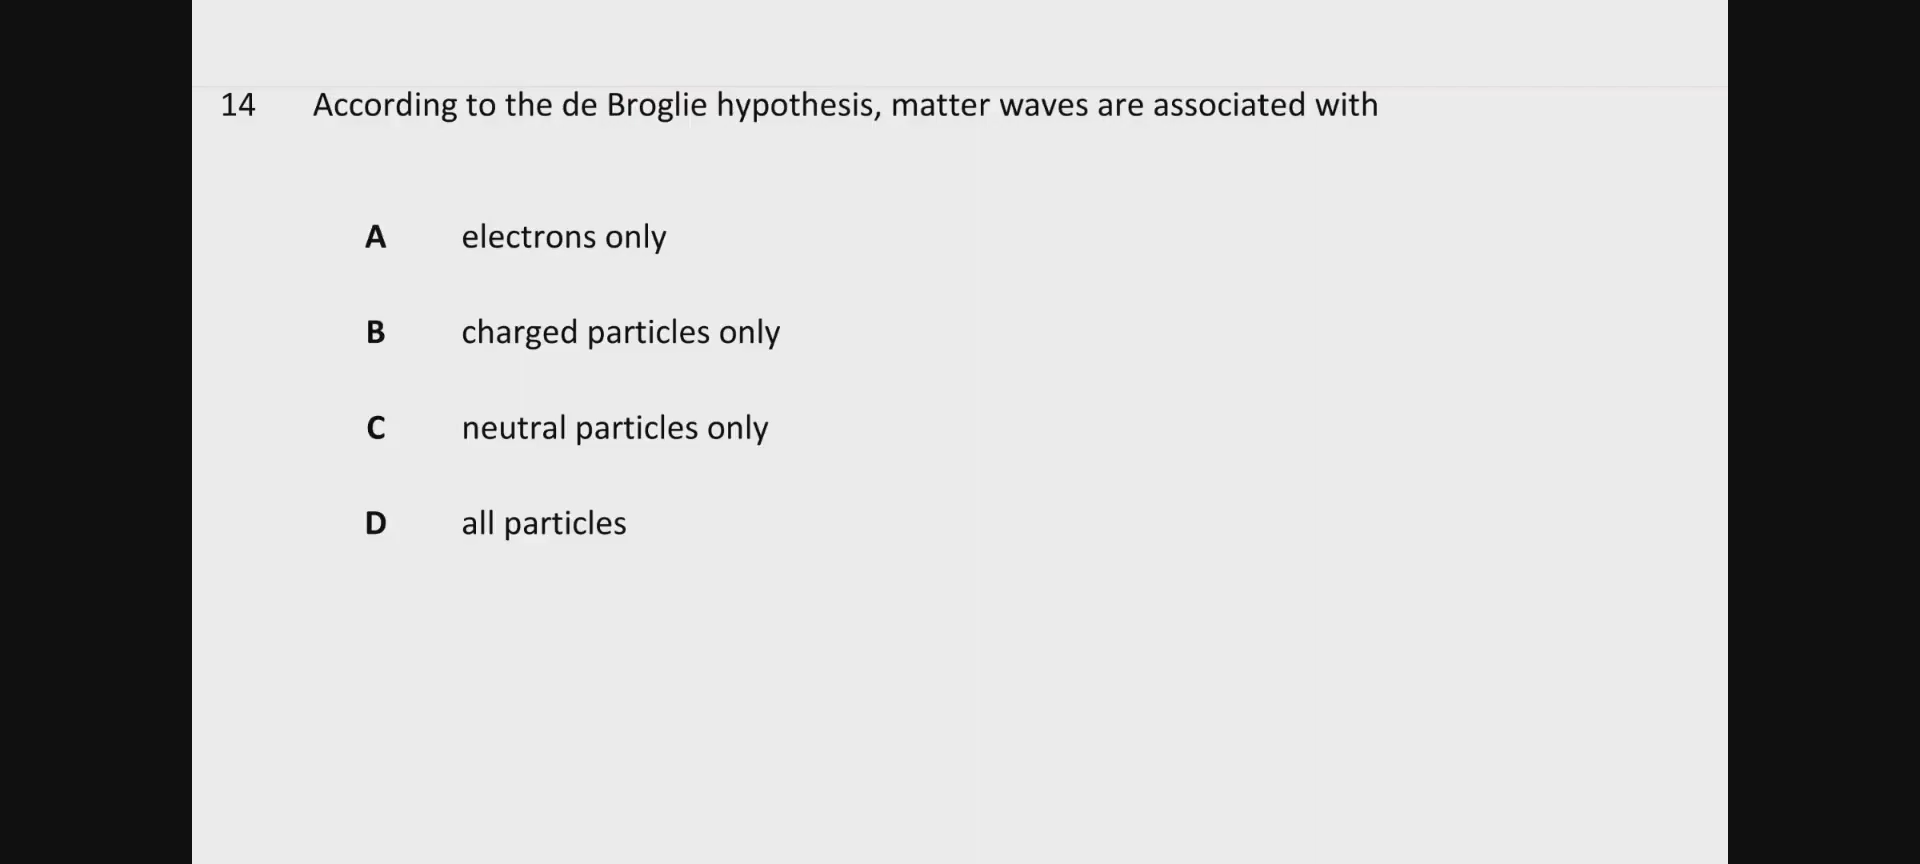 14 According to the de Broglie hypothesis, matter waves are associated with
A electrons only
B charged particles only
C neutral particles only
D all particles